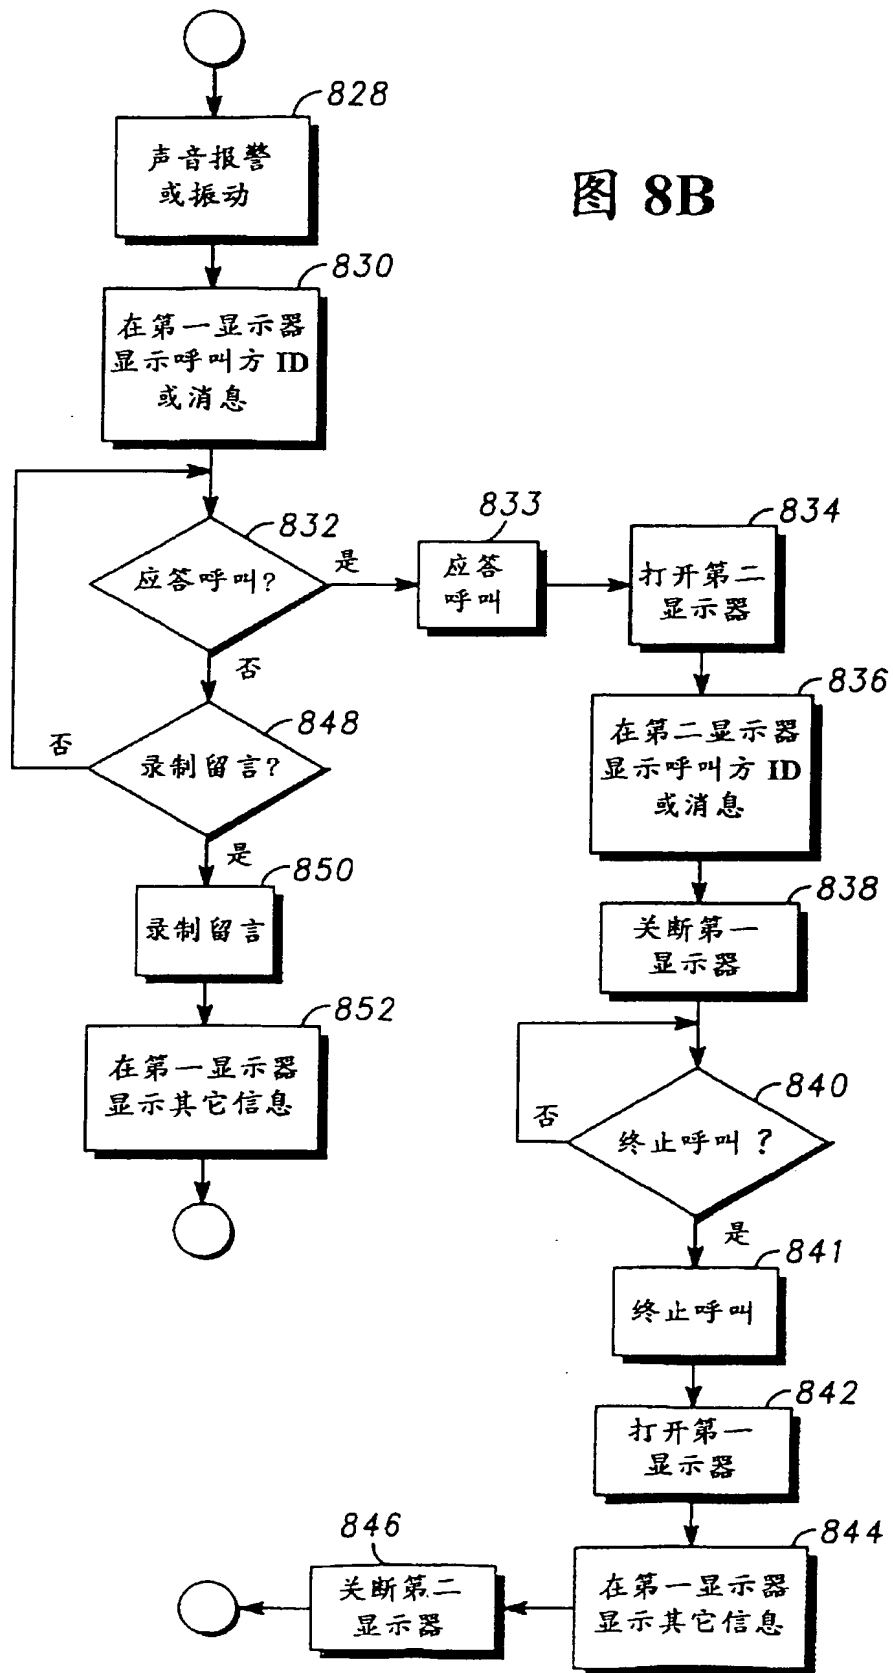 828
声音报警
或振动
图 8B
830
在第一显示器
显示呼叫方 ID
或消息
832
应答呼叫?
是
833
应答
呼叫
834
打开第二
显示器
否
836
在第二显示器
显示呼叫方 ID
或消息
848
录制留言?
否
是
850
录制留言
838
关断第一
显示器
852
在第一显示器
显示其它信息
840
终止呼叫?
否
是
841
终止呼叫
842
打开第一
显示器
844
在第一显示器
显示其它信息
846
关断第二
显示器